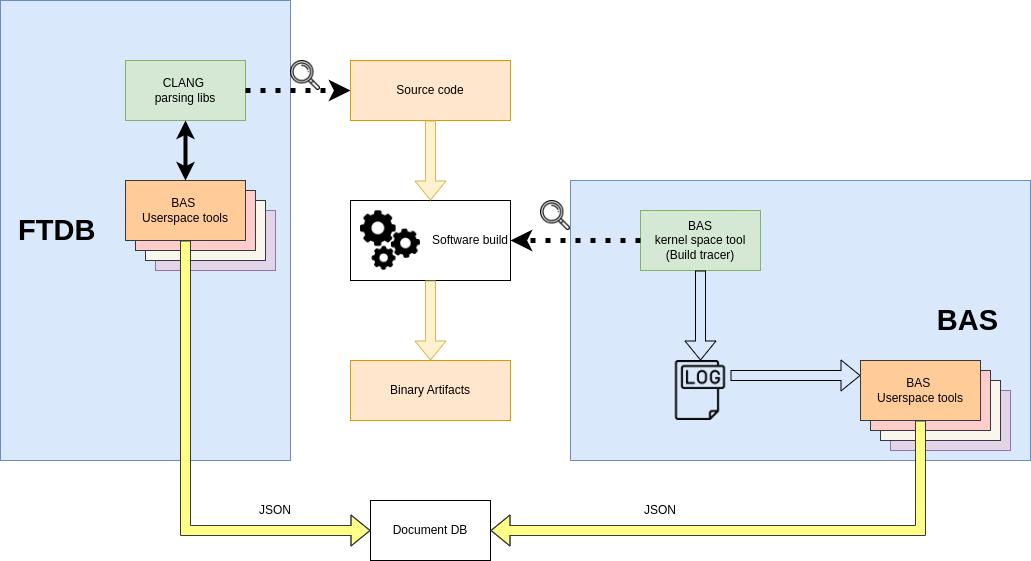 CLANG
parsing libs
Source code
BAS
Userspace tools
FTDB
Software build
BAS
kernel space tool
(Build tracer)
BAS
LOG
Binary Artifacts
BAS
Userspace tools
JSON
JSON
Document DB